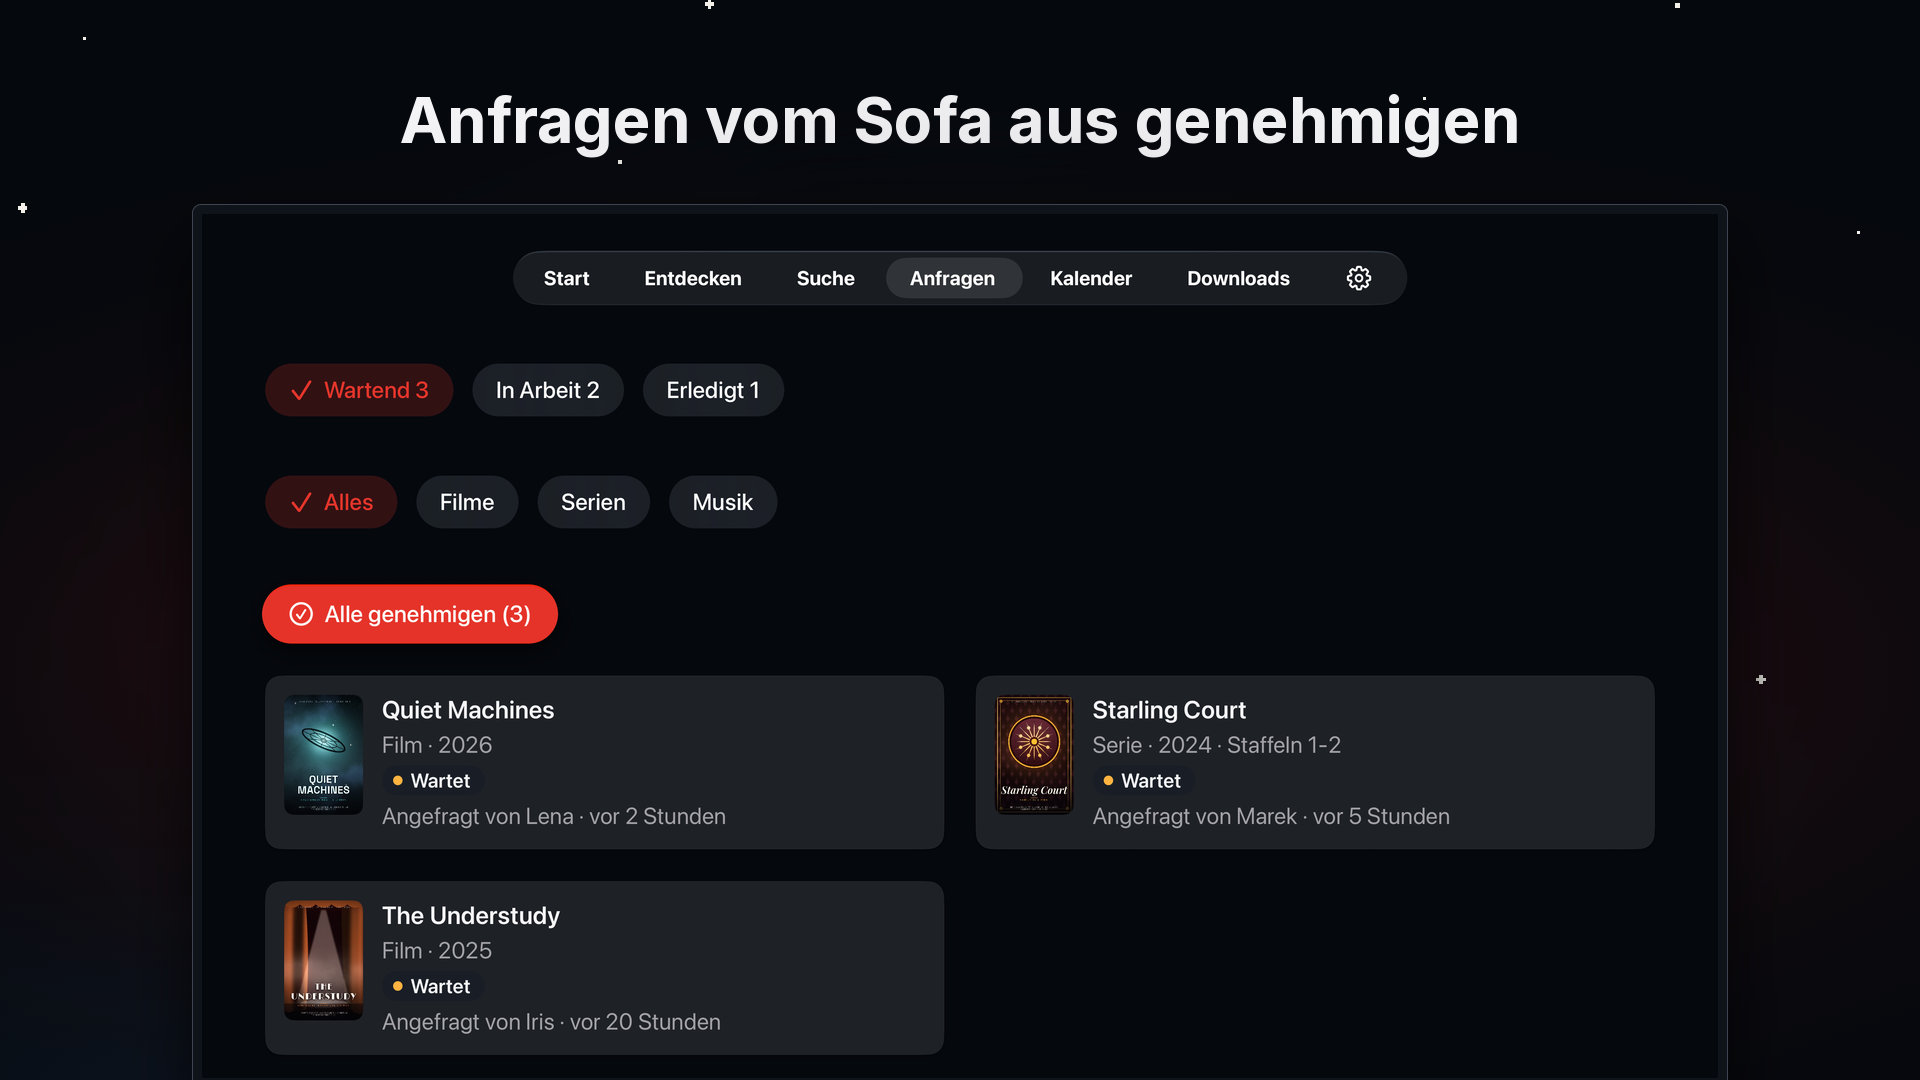 Anfragen vom Sofa aus genehmigen
Start Entdecken Suche Anfragen Kalender Downloads
Wartend 3 In Arbeit 2 Erledigt 1
Alles Filme Serien Musik
Alle genehmigen (3)
QUIET
MACHINES
Quiet Machines
Film · 2026
Wartet
Angefragt von Lena · vor 2 Stunden
Starling Court
Starling Court
Serie · 2024 · Staffeln 1-2
Wartet
Angefragt von Marek · vor 5 Stunden
THE
UNDERSTUDY
The Understudy
Film · 2025
Wartet
Angefragt von Iris · vor 20 Stunden